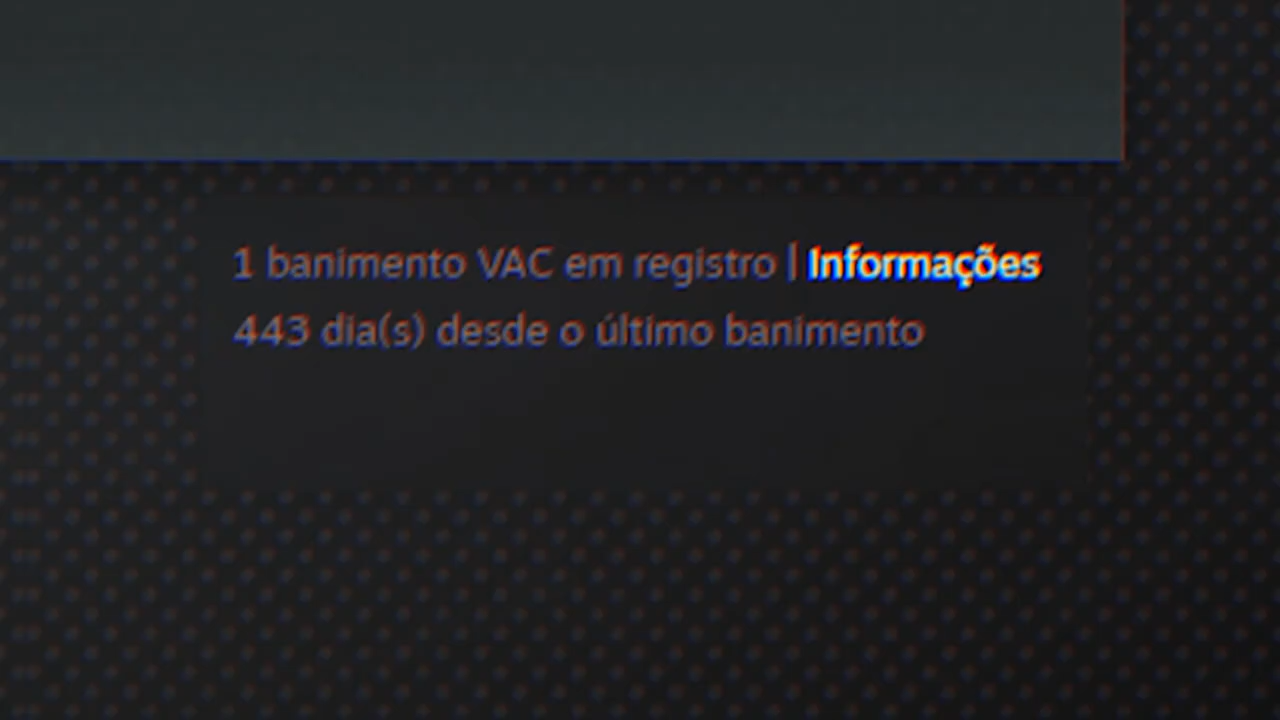 1 banimento VAC em registro | Informações
443 dia(s) desde o último banimento